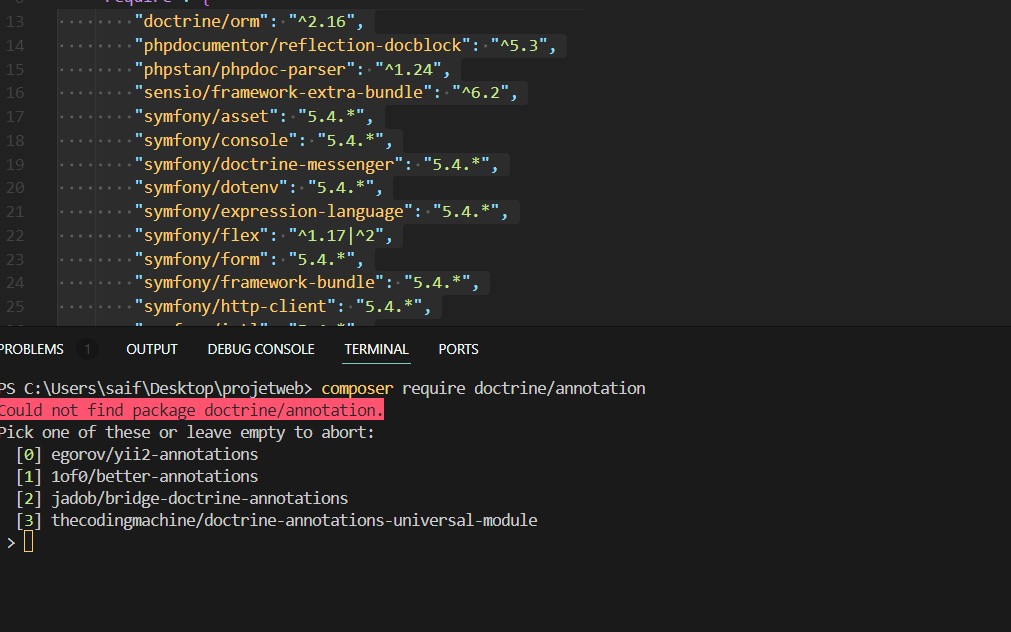 13 "doctrine/orm": "^2.16",
14 "phpdocumentor/reflection-docblock": "^5.3",
15 "phpstan/phpdoc-parser": "^1.24",
16 "sensio/framework-extra-bundle": "^6.2",
17 "symfony/asset": "5.4.*",
18 "symfony/console": "5.4.*",
19 "symfony/doctrine-messenger": "5.4.*",
20 "symfony/dotenv": "5.4.*",
21 "symfony/expression-language": "5.4.*",
22 "symfony/flex": "^1.17|^2",
23 "symfony/form": "5.4.*",
24 "symfony/framework-bundle": "5.4.*",
25 "symfony/http-client": "5.4.*",
PROBLEMS 1 OUTPUT DEBUG CONSOLE TERMINAL PORTS
PS C:\Users\saif\Desktop\projetweb> composer require doctrine/annotation
Could not find package doctrine/annotation.
Pick one of these or leave empty to abort:
[0] egorov/yii2-annotations
[1] 1of0/better-annotations
[2] jadob/bridge-doctrine-annotations
[3] thecodingmachine/doctrine-annotations-universal-module
>